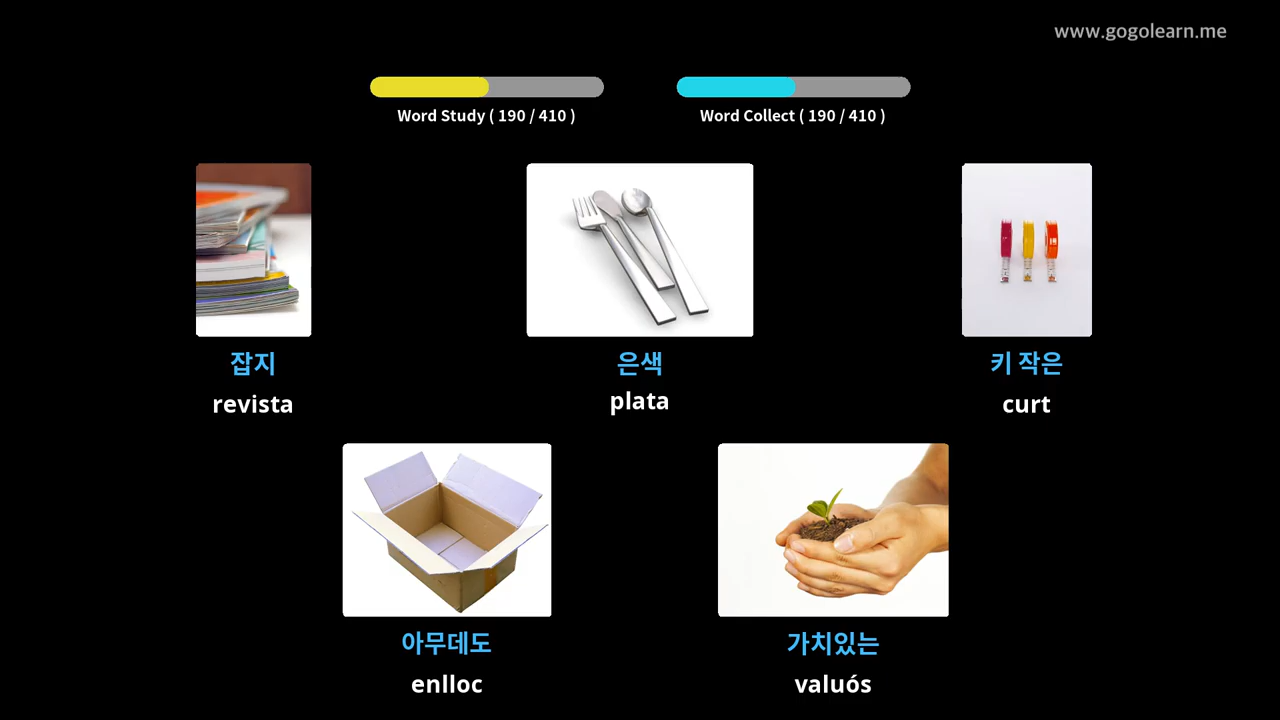 www.gogolearn.me
Word Study ( 190 / 410 )
Word Collect ( 190 / 410 )
잡지
revista
은색
plata
키 작은
curt
아무데도
enlloc
가치있는
valuós